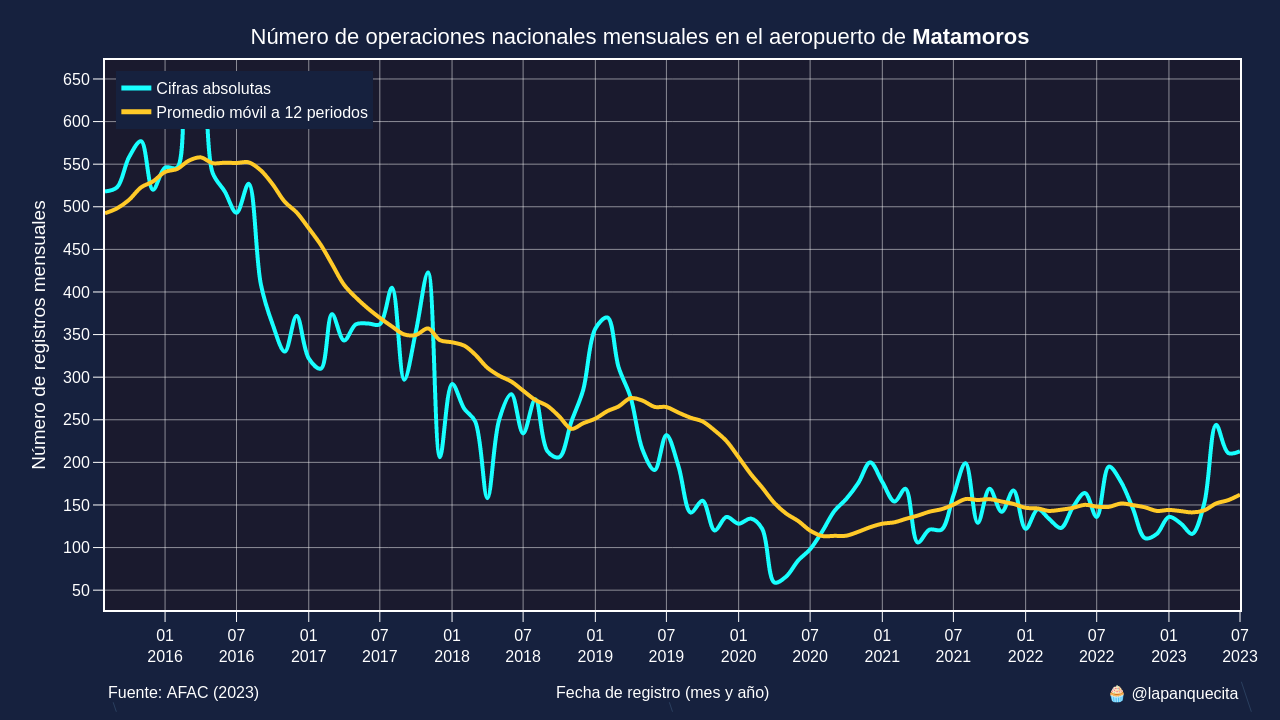 Número de operaciones nacionales mensuales en el aeropuerto de Matamoros
Cifras absolutas
Promedio móvil a 12 periodos
Número de registros mensuales
650
600
550
500
450
400
350
300
250
200
150
100
50
01 07 01 07 01 07 01 07 01 07 01 07 01 07 01 07
2016 2016 2017 2017 2018 2018 2019 2019 2020 2020 2021 2021 2022 2022 2023 2023
Fuente: AFAC (2023)
Fecha de registro (mes y año)
🧁 @lapanquecita